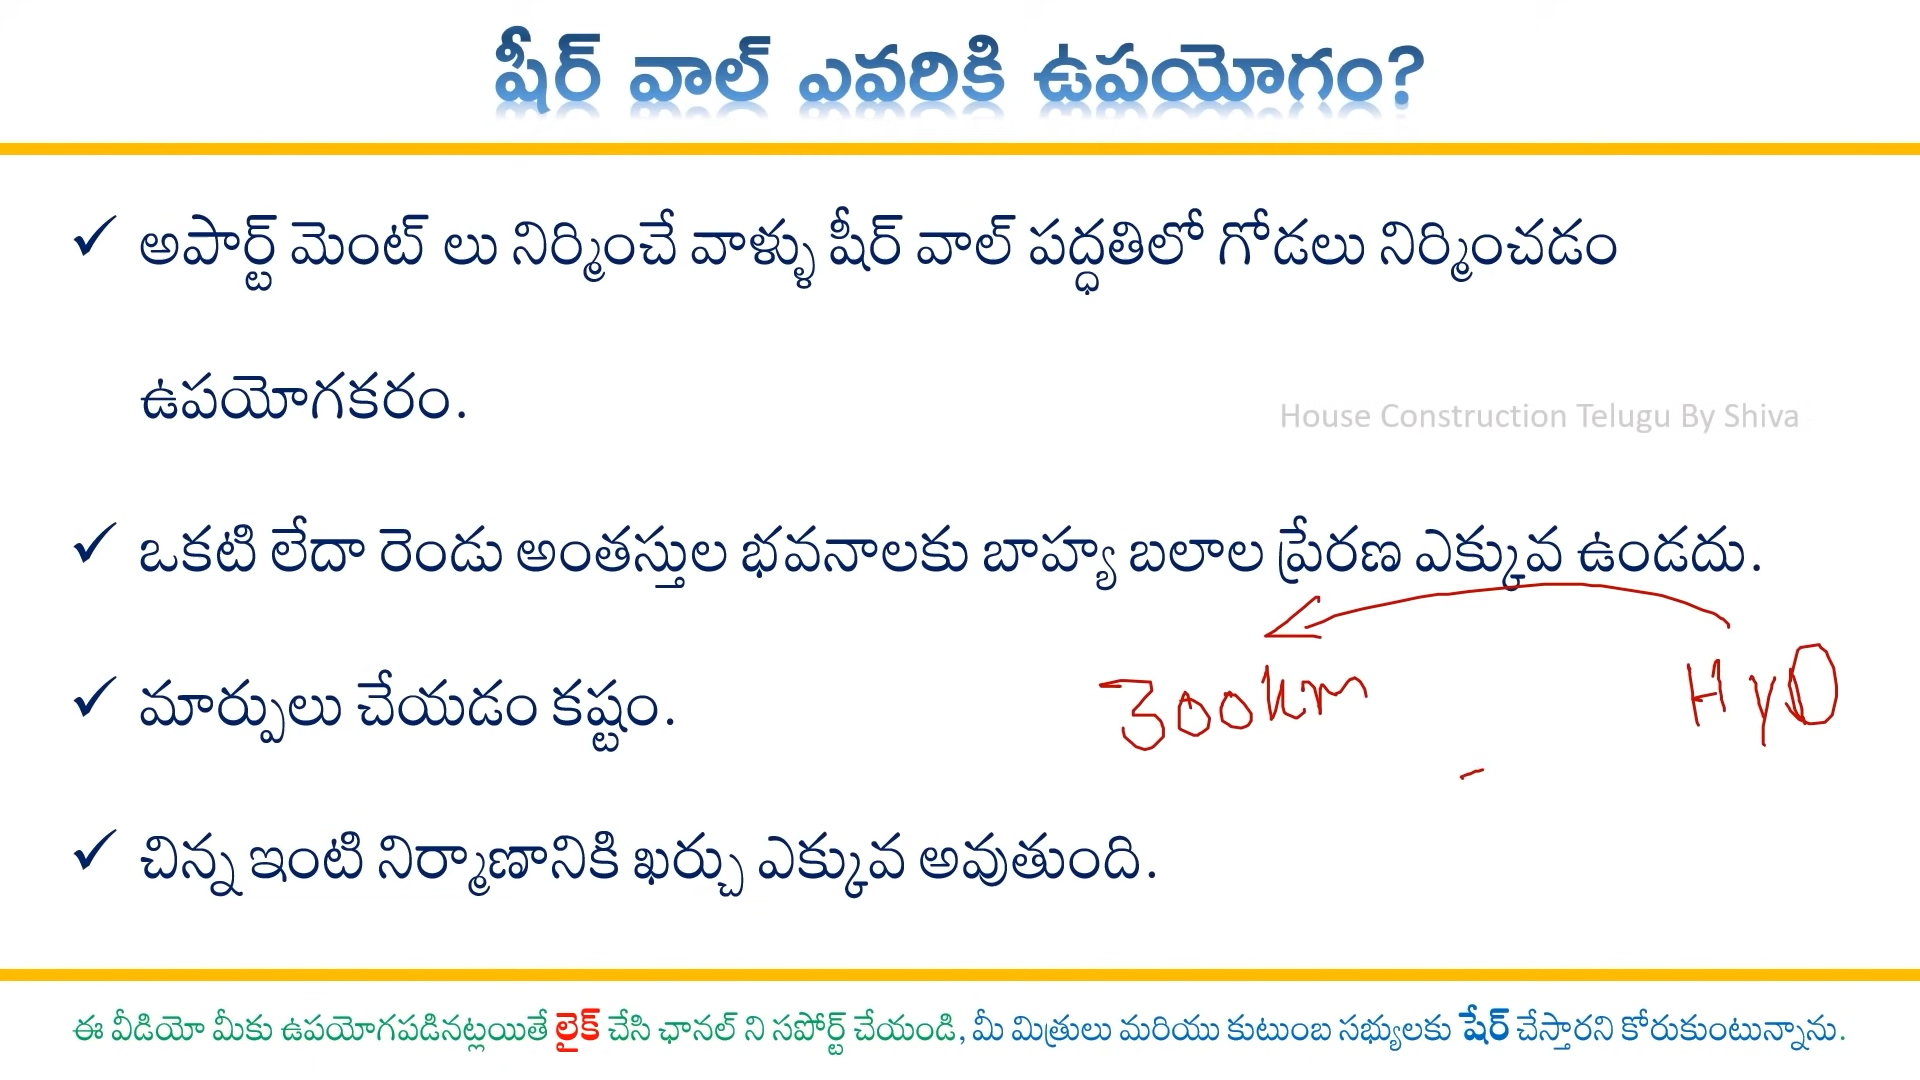 షీర్ వాల్ ఎవరికి ఉపయోగం?
✓ అపార్ట్ మెంట్ లు నిర్మించే వాళ్ళు షీర్ వాల్ పద్ధతిలో గోడలు నిర్మించడం
ఉపయోగకరం.
House Construction Telugu By Shiva
✓ ఒకటి లేదా రెండు అంతస్తుల భవనాలకు బాహ్య బలాల ప్రేరణ ఎక్కువ ఉండదు.
✓ మార్పులు చేయడం కష్టం.
300km HyD
✓ చిన్న ఇంటి నిర్మాణానికి ఖర్చు ఎక్కువ అవుతుంది.
ఈ వీడియో మీకు ఉపయోగపడినట్లయితే లైక్ చేసి ఛానల్ ని సపోర్ట్ చేయండి, మీ మిత్రులు మరియు కుటుంబ సభ్యులకు షేర్ చేస్తారని కోరుకుంటున్నాను.